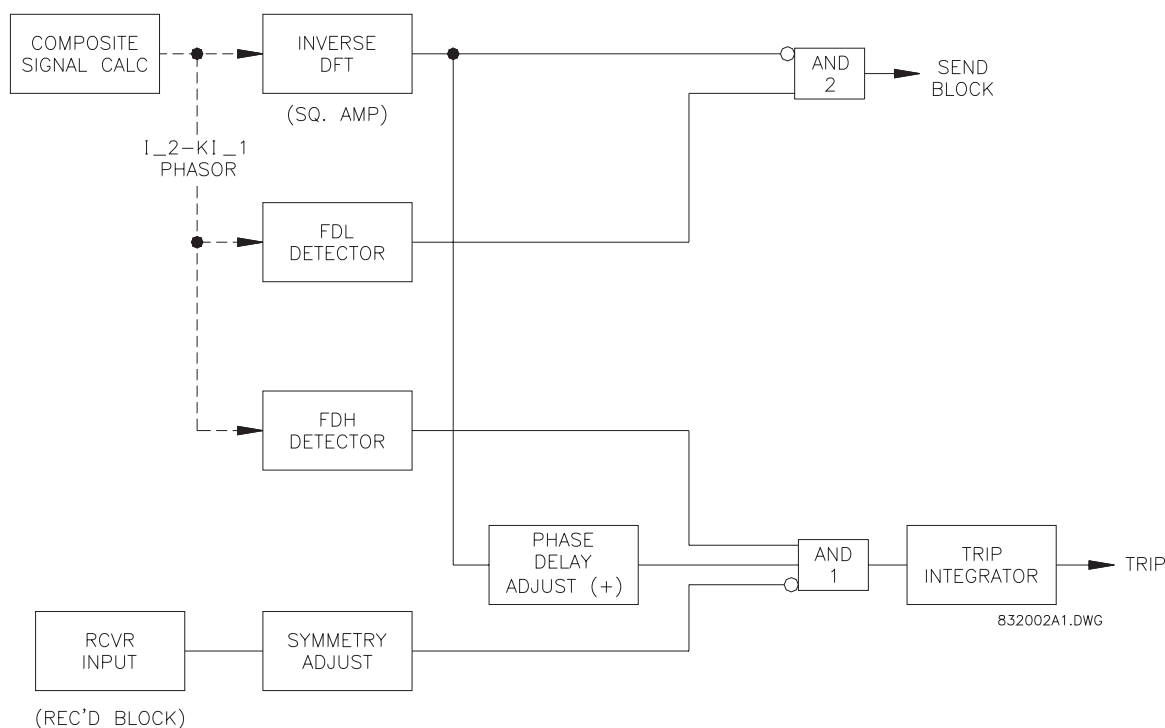 COMPOSITE
SIGNAL CALC
INVERSE
DFT
(SQ. AMP)
AND
2
SEND
BLOCK
I_2-KI_1
PHASOR
FDL
DETECTOR
FDH
DETECTOR
PHASE
DELAY
ADJUST (+)
AND
1
TRIP
INTEGRATOR
TRIP
832002A1.DWG
RCVR
INPUT
SYMMETRY
ADJUST
(REC'D BLOCK)